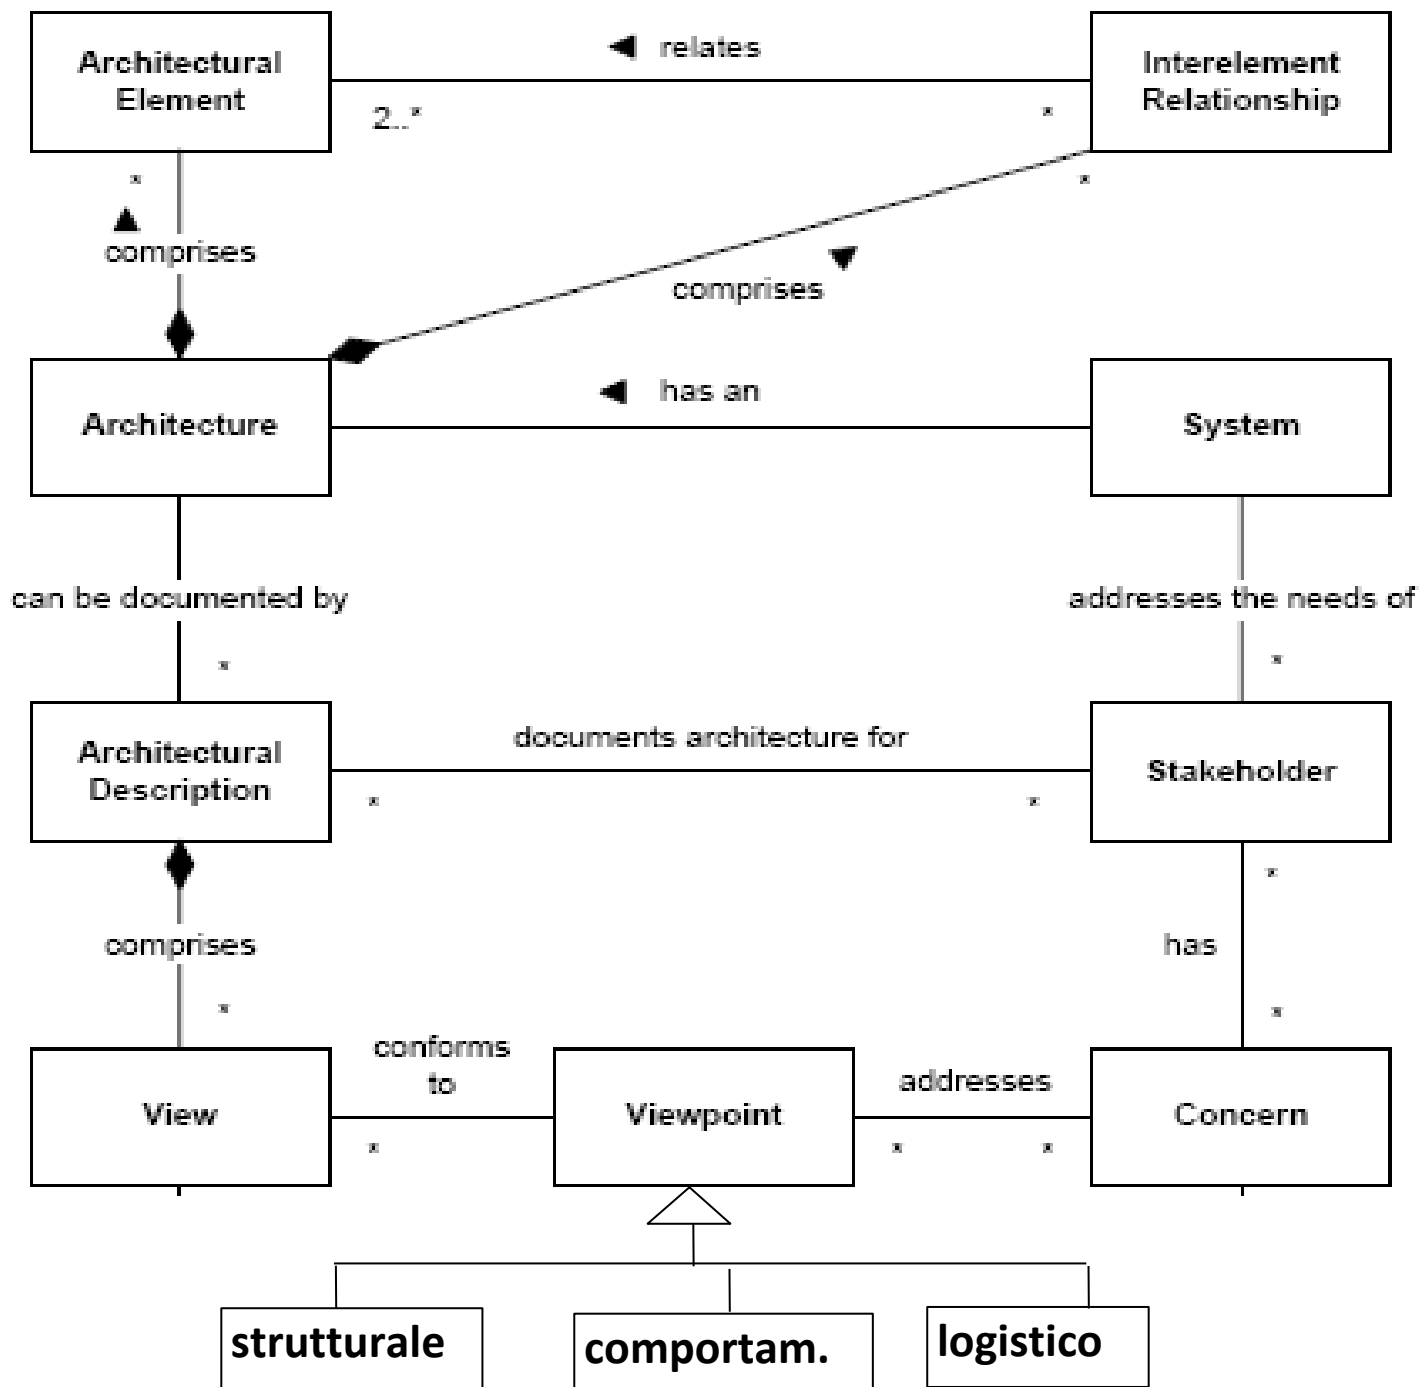 Architectural
Element
◄ relates
Interelement
Relationship
2..*
*
*
*
▲
comprises
comprises
Architecture
◄ has an
System
can be documented by
addresses the needs of
*
*
Architectural
Description
documents architecture for
Stakeholder
*
*
*
comprises
has
*
*
View
conforms
to
Viewpoint
addresses
Concern
*
*
*
strutturale
comportam.
logistico